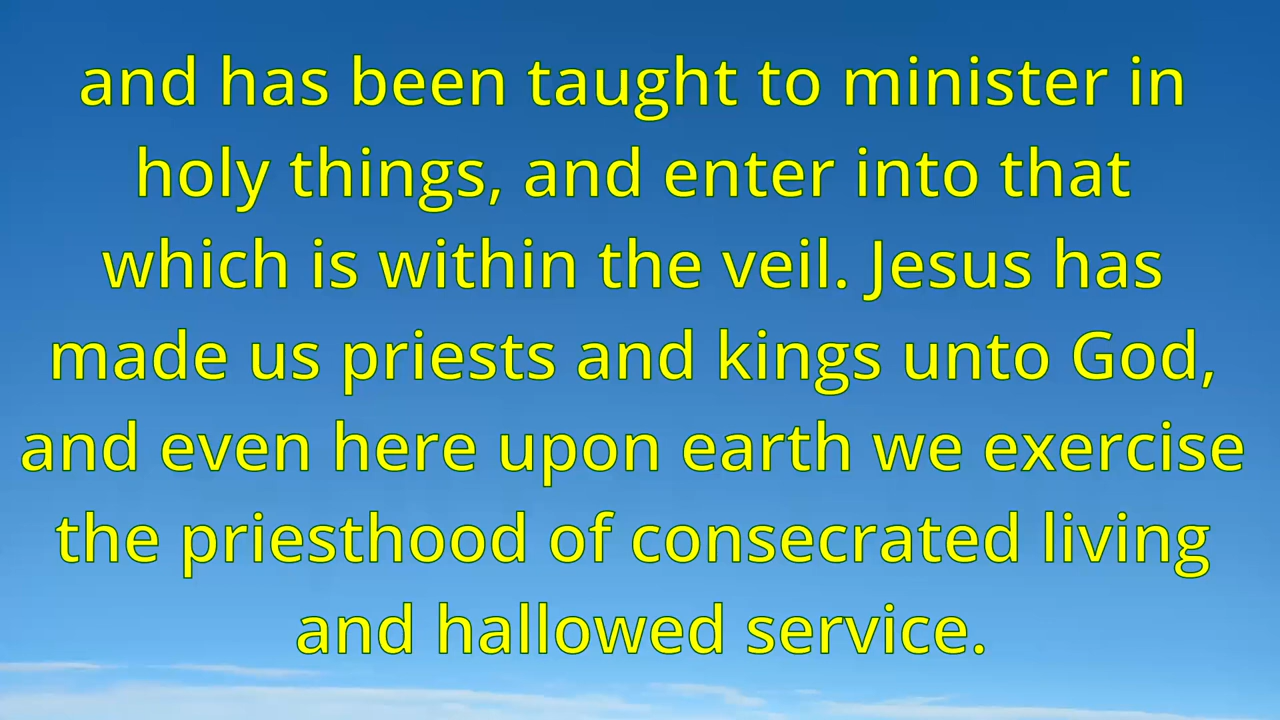 and has been taught to minister in
holy things, and enter into that
which is within the veil. Jesus has
made us priests and kings unto God,
and even here upon earth we exercise
the priesthood of consecrated living
and hallowed service.